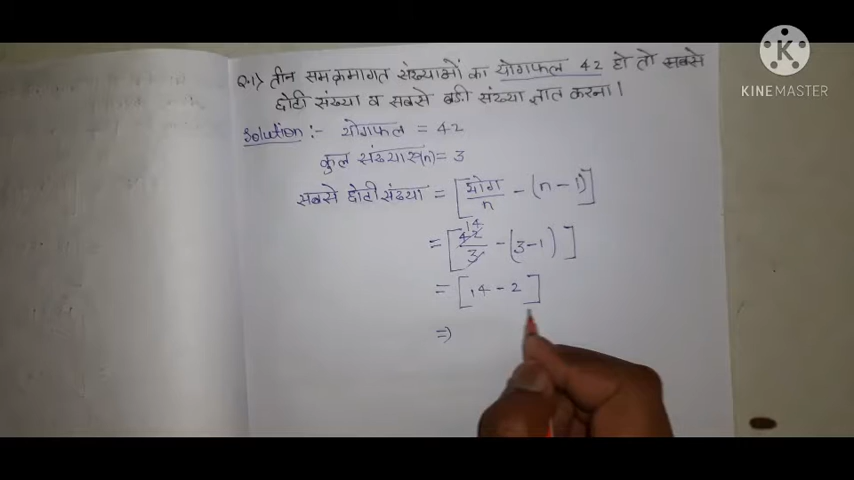 Q.1) तीन समक्रमागत संख्याओं का योगफल 42 हो तो सबसे
छोटी संख्या व सबसे बड़ी संख्या ज्ञात करना।
Solution :- योगफल = 42
कुल संख्याए(n) = 3
सबसे छोटी संख्या = [योग/n - (n - 1)]
= [42/3 - (3-1)] 14
= [14 - 2]
=>
K
KINEMASTER